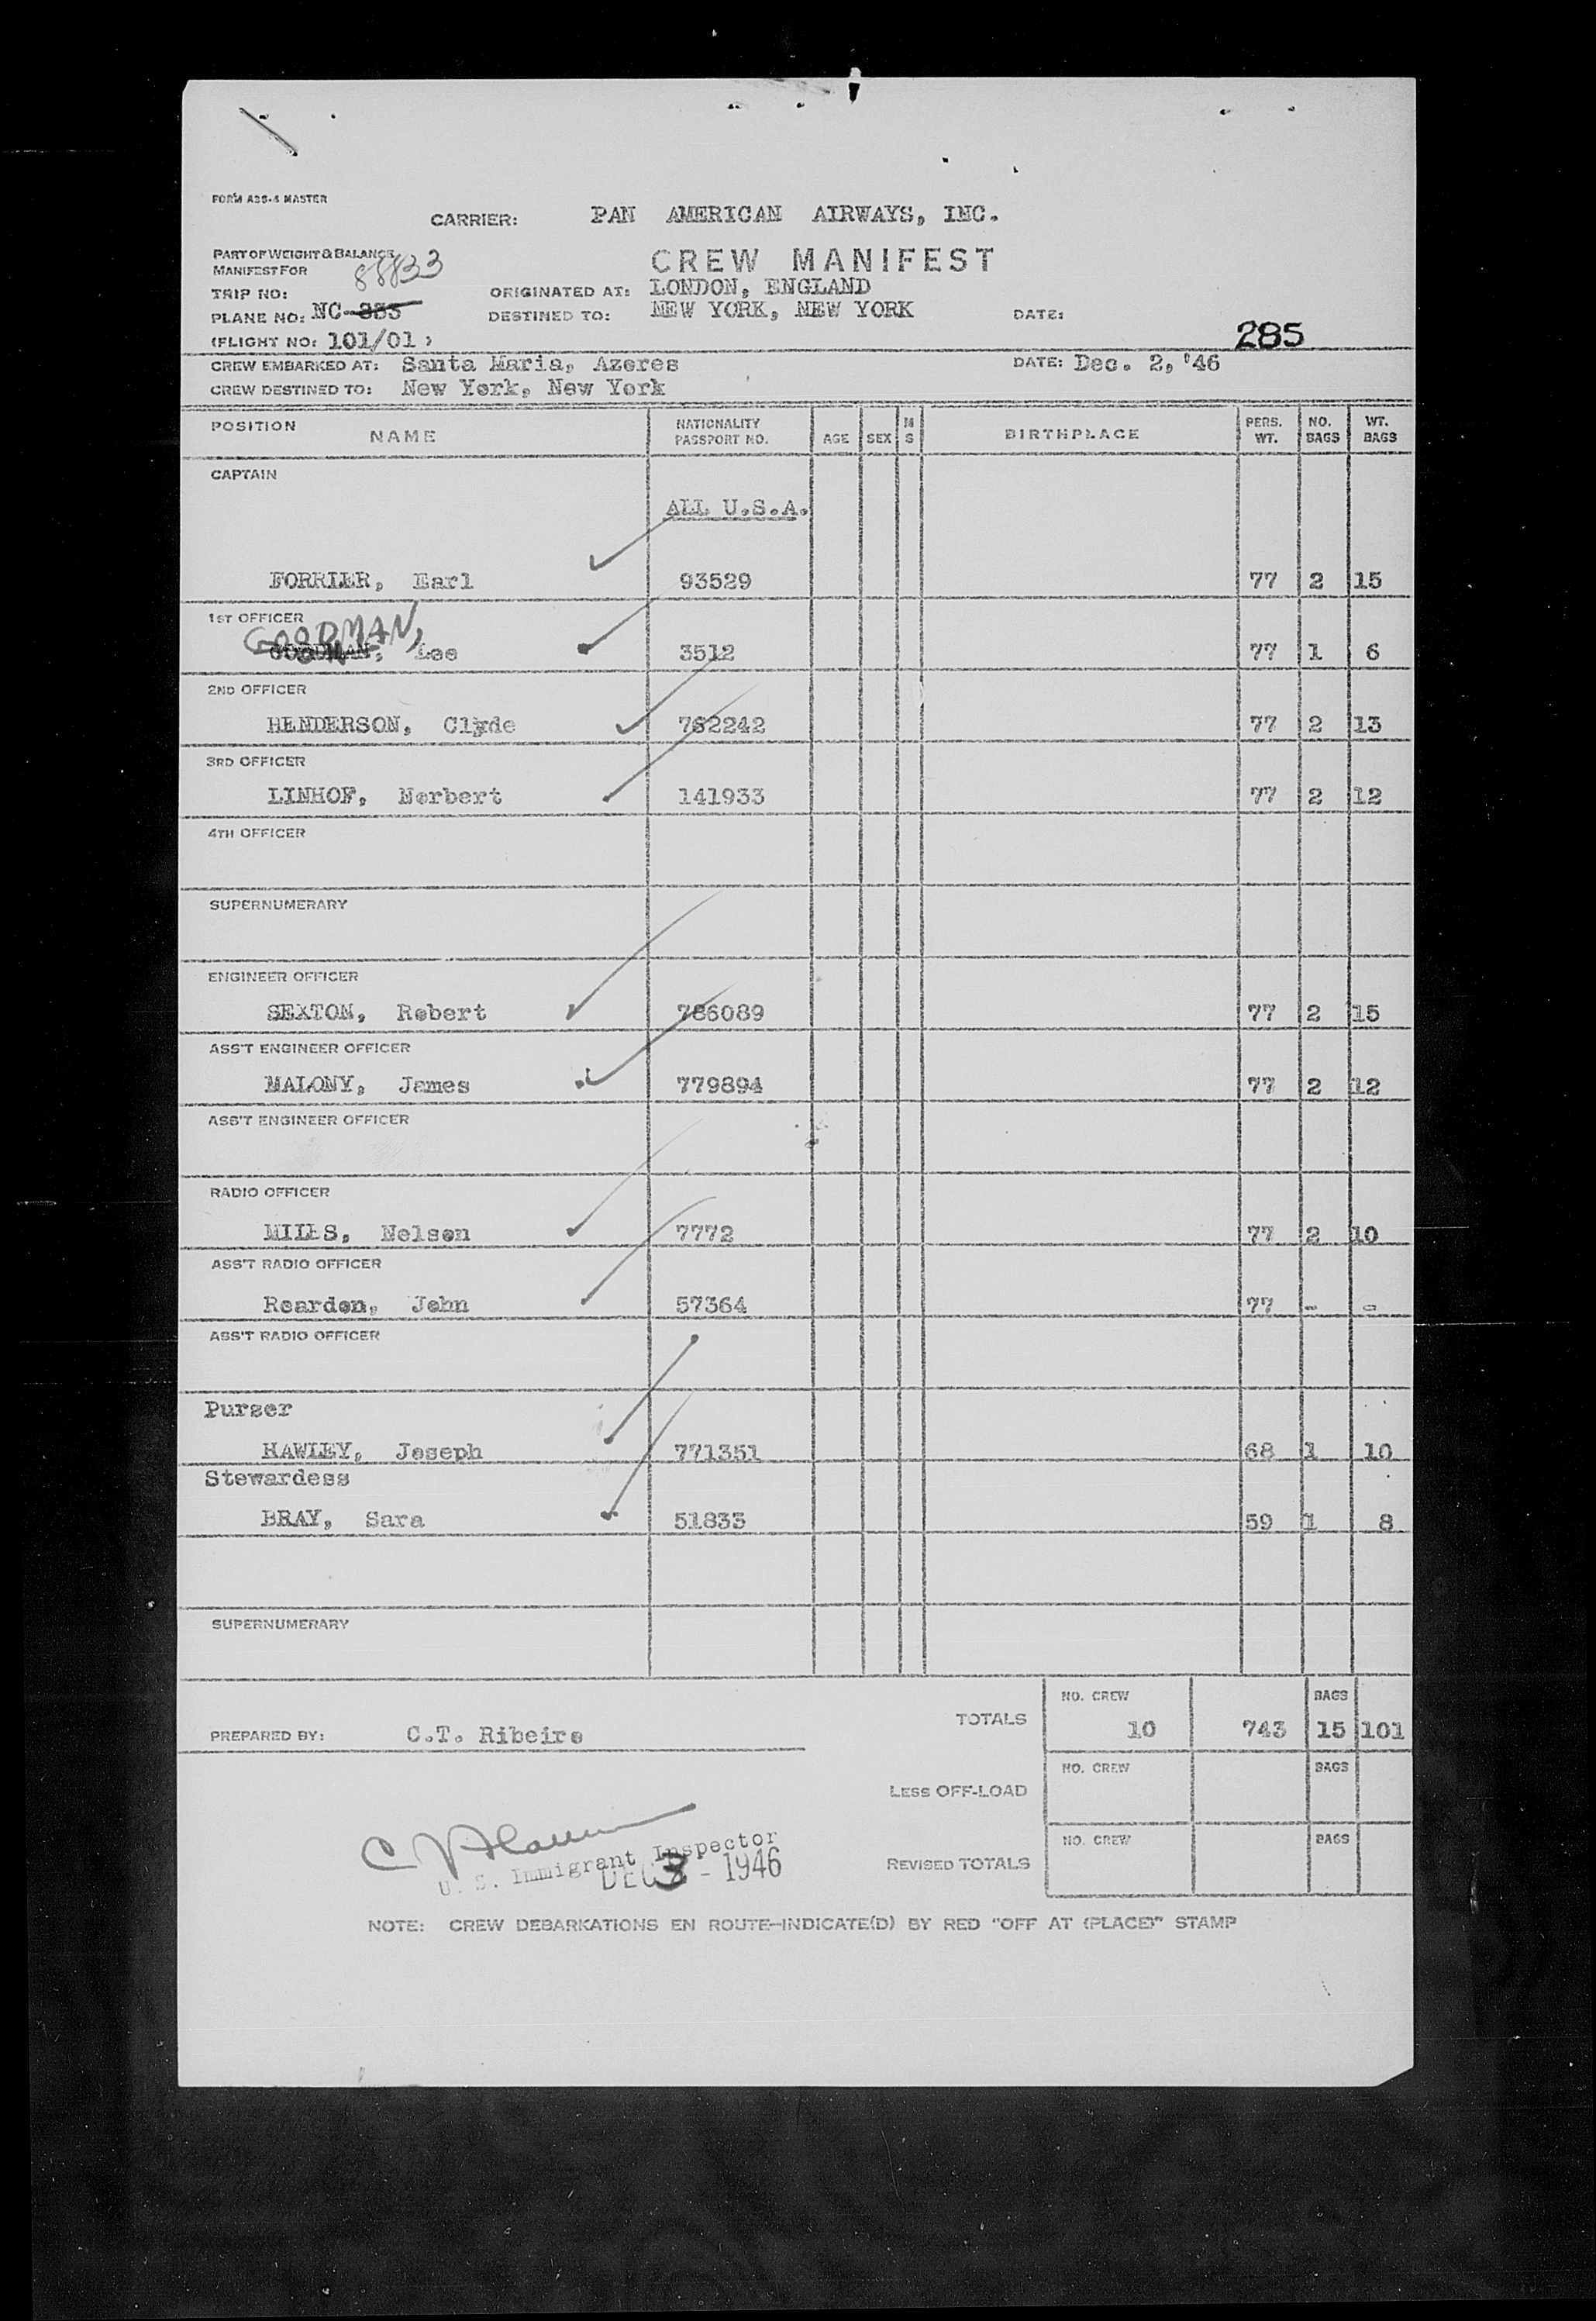 FORM ASS-4 MASTER
CARRIER: PAN AMERICAN AIRWAYS, INC.
PART OF WEIGHT & BALANCE
MANIFEST FOR
CREW MANIFEST
88833
TRIP NO: ORIGINATED AT: LONDON, ENGLAND
PLANE NO: NC-833 DESTINED TO: NEW YORK, NEW YORK DATE:
(FLIGHT NO: 101/01 ) 285
CREW EMBARKED AT: Santa Maria, Azores DATE: Dec. 2, '46
CREW DESTINED TO: New York, New York
POSITION NAME NATIONALITY PASSPORT NO. AGE SEX M S BIRTHPLACE PERS. WT. NO. BAGS WT. BAGS
CAPTAIN
ALL U.S.A.
FORRIER, Earl 93529 77 2 15
1ST OFFICER
GOODMAN,
GOODMAN, Lee 3512 77 1 6
2ND OFFICER
HENDERSON, Clyde 762242 77 2 13
3RD OFFICER
LINHOF, Norbert 141933 77 2 12
4TH OFFICER
SUPERNUMERARY
ENGINEER OFFICER
SEXTON, Robert 786089 77 2 15
ASS'T ENGINEER OFFICER
MALONY, James 779894 77 2 12
ASS'T ENGINEER OFFICER
RADIO OFFICER
MILES, Nelson 7772 77 2 10
ASS'T RADIO OFFICER
Reardon, John 57364 77 - -
ASS'T RADIO OFFICER
Purser
HAWLEY, Joseph 771351 68 1 10
Stewardess
BRAY, Sara 51833 59 1 8
SUPERNUMERARY
NO. CREW BAGS
PREPARED BY: C.T. Ribeiro TOTALS 10 743 15 101
NO. CREW BAGS
LESS OFF-LOAD
NO. CREW BAGS
REVISED TOTALS
U. S. Immigrant Inspector
DEC 3 - 1946
NOTE: CREW DEBARKATIONS EN ROUTE—INDICATE(D) BY RED "OFF AT (PLACE)" STAMP